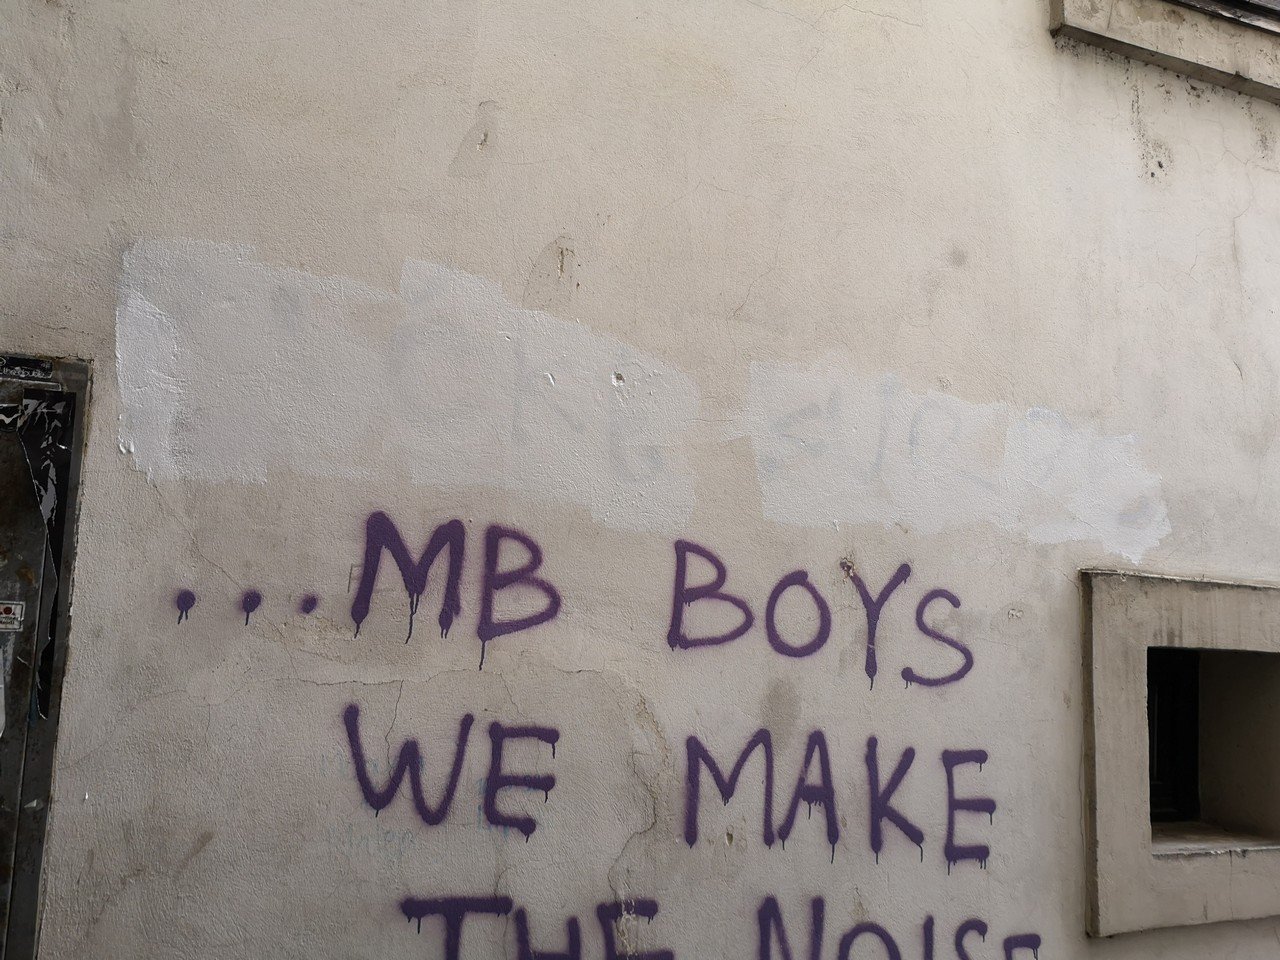 ...MB BOYS
WE MAKE
THE NOISE